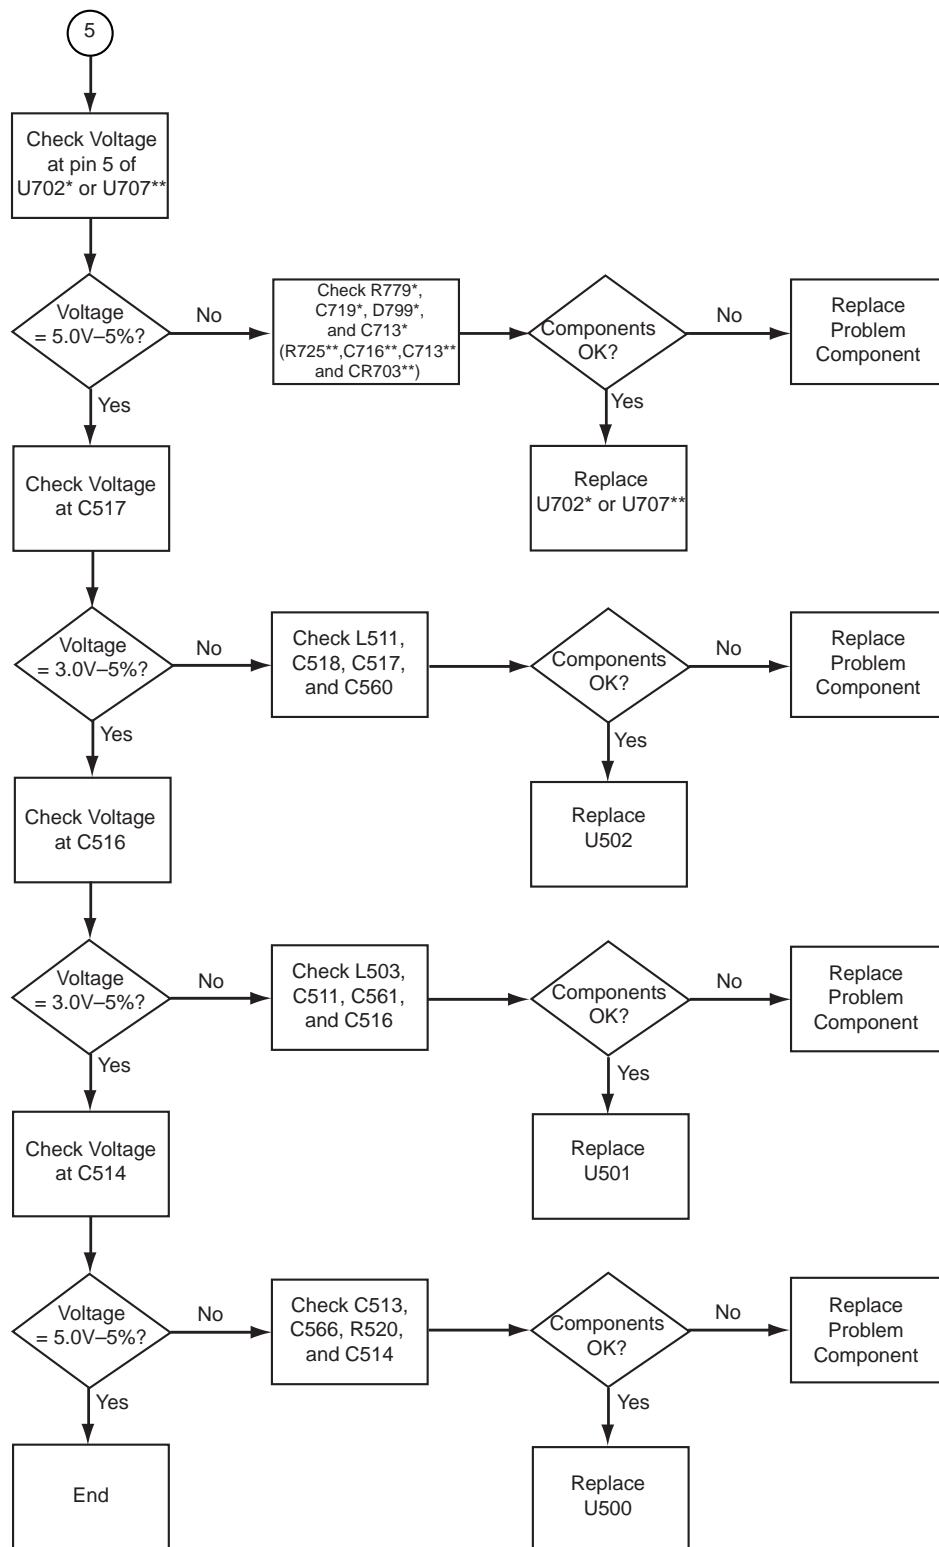 5
Check Voltage
at pin 5 of
U702* or U707**
Voltage
= 5.0V–5%?
No
Check R779*,
C719*, D799*,
and C713*
(R725**,C716**,C713**
and CR703**)
Components
OK?
No
Replace
Problem
Component
Yes
Yes
Replace
U702* or U707**
Check Voltage
at C517
Voltage
= 3.0V–5%?
No
Check L511,
C518, C517,
and C560
Components
OK?
No
Replace
Problem
Component
Yes
Yes
Replace
U502
Check Voltage
at C516
Voltage
= 3.0V–5%?
No
Check L503,
C511, C561,
and C516
Components
OK?
No
Replace
Problem
Component
Yes
Yes
Replace
U501
Check Voltage
at C514
Voltage
= 5.0V–5%?
No
Check C513,
C566, R520,
and C514
Components
OK?
No
Replace
Problem
Component
Yes
Yes
Replace
U500
End